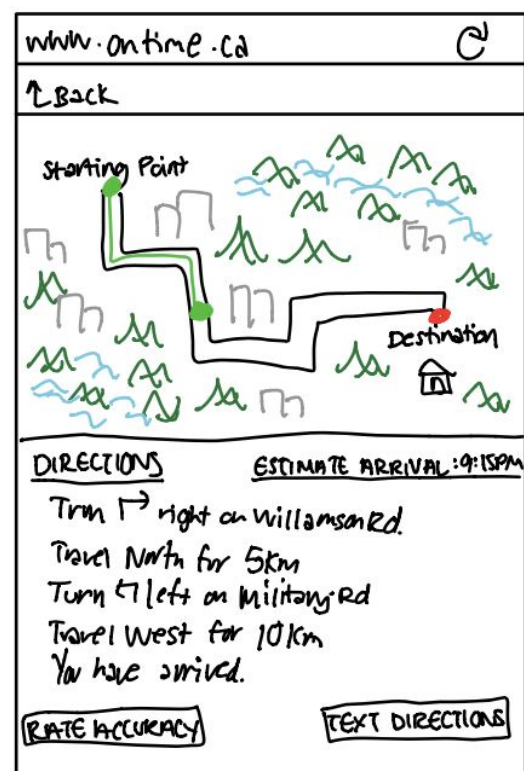 www.ontime.ca
Back
Starting Point
Destination
DIRECTIONS
ESTIMATE ARRIVAL: 9:15PM
Turn right on Willamson Rd.
Travel North for 5km
Turn left on Military Rd
Travel West for 10km
You have arrived.
RATE ACCURACY
TEXT DIRECTIONS